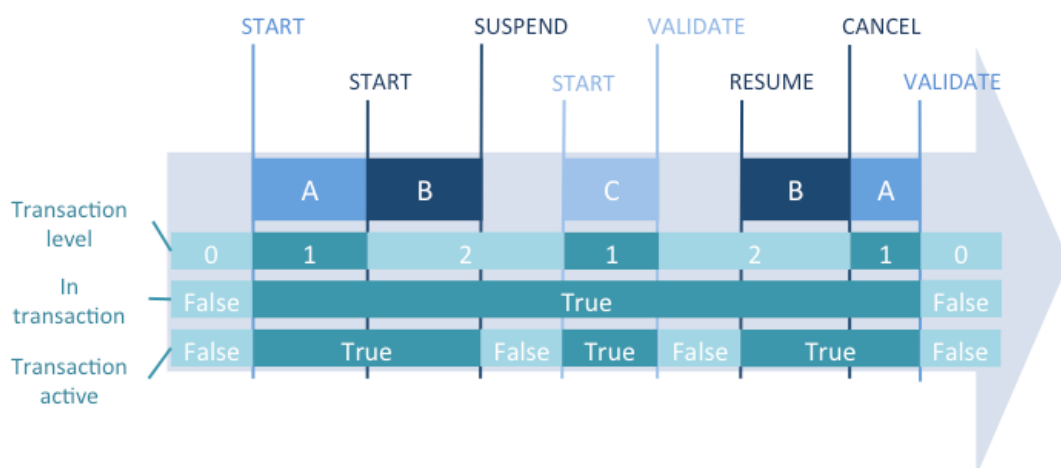 START SUSPEND VALIDATE CANCEL
START START RESUME VALIDATE
A B C B A
Transaction
level
0 1 2 1 2 1 0
In
transaction
False True False
Transaction
active
False True False True False True False